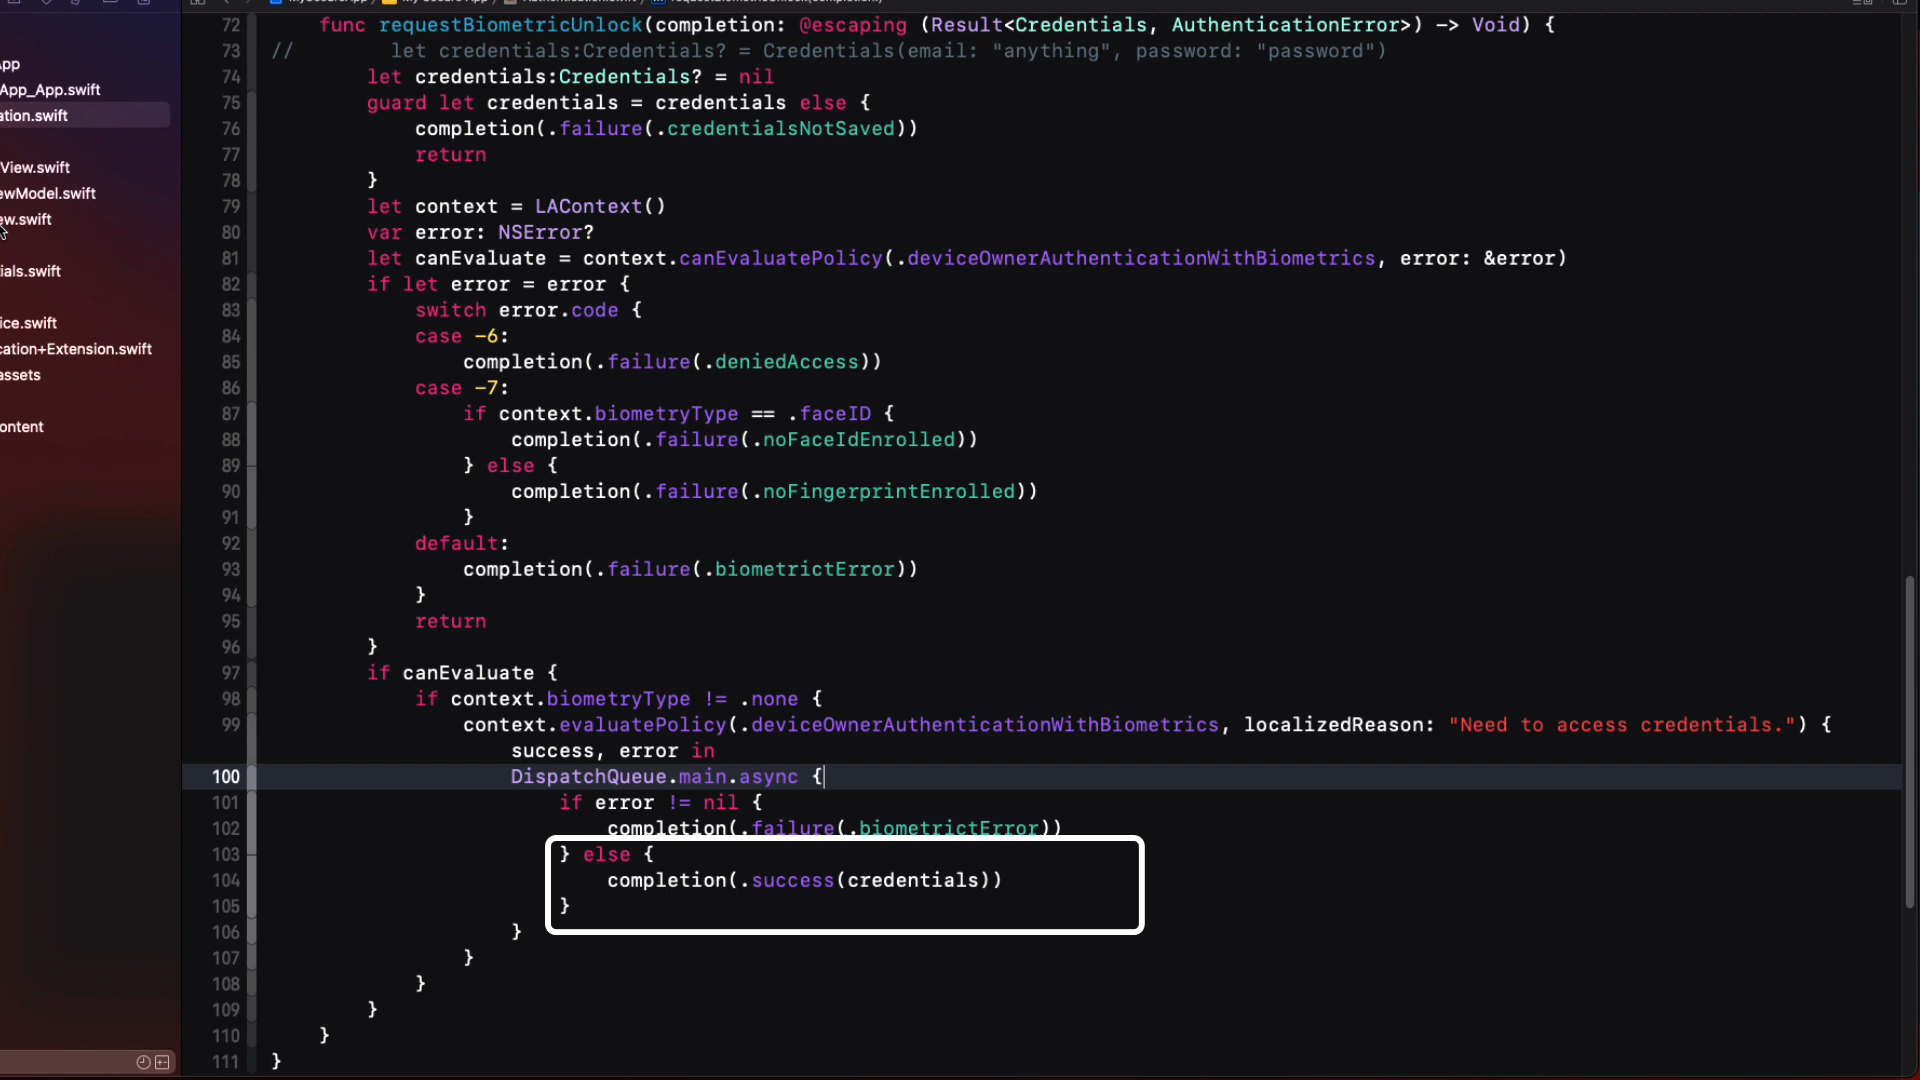 72 func requestBiometricUnlock(completion: @escaping (Result<Credentials, AuthenticationError>) -> Void) {
73 // let credentials:Credentials? = Credentials(email: "anything", password: "password")
74 let credentials:Credentials? = nil
75 guard let credentials = credentials else {
76 completion(.failure(.credentialsNotSaved))
77 return
78 }
79 let context = LAContext()
80 var error: NSError?
81 let canEvaluate = context.canEvaluatePolicy(.deviceOwnerAuthenticationWithBiometrics, error: &error)
82 if let error = error {
83 switch error.code {
84 case -6:
85 completion(.failure(.deniedAccess))
86 case -7:
87 if context.biometryType == .faceID {
88 completion(.failure(.noFaceIdEnrolled))
89 } else {
90 completion(.failure(.noFingerprintEnrolled))
91 }
92 default:
93 completion(.failure(.biometrictError))
94 }
95 return
96 }
97 if canEvaluate {
98 if context.biometryType != .none {
99 context.evaluatePolicy(.deviceOwnerAuthenticationWithBiometrics, localizedReason: "Need to access credentials.") {
success, error in
100 DispatchQueue.main.async {
101 if error != nil {
102 completion(.failure(.biometrictError))
103 } else {
104 completion(.success(credentials))
105 }
106 }
107 }
108 }
109 }
110 }
111 }
App
App_App.swift
ation.swift
View.swift
ewModel.swift
ew.swift
ials.swift
ice.swift
cation+Extension.swift
assets
ontent